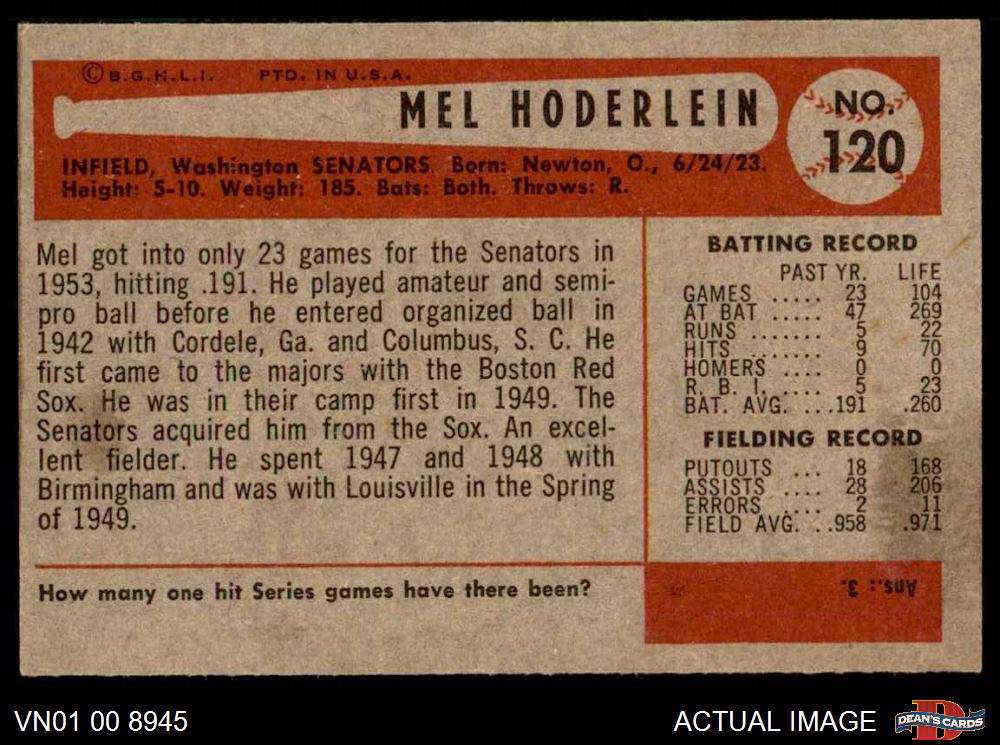 © B.G.H.L.I. PTD. IN U.S.A.
MEL HODERLEIN
NO.
120
INFIELD, Washington SENATORS. Born: Newton, O., 6/24/23.
Height: 5-10. Weight: 185. Bats: Both. Throws: R.
Mel got into only 23 games for the Senators in
1953, hitting .191. He played amateur and semi-
pro ball before he entered organized ball in
1942 with Cordele, Ga. and Columbus, S. C. He
first came to the majors with the Boston Red
Sox. He was in their camp first in 1949. The
Senators acquired him from the Sox. An excel-
lent fielder. He spent 1947 and 1948 with
Birmingham and was with Louisville in the Spring
of 1949.
BATTING RECORD
PAST YR. LIFE
GAMES ..... 23 104
AT BAT ..... 47 269
RUNS ....... 5 22
HITS ....... 9 70
HOMERS .... 0 0
R. B. I. .... 5 23
BAT. AVG. ...191 .260
FIELDING RECORD
PUTOUTS ... 18 168
ASSISTS .... 28 206
ERRORS .... 2 11
FIELD AVG. ..958 .971
How many one hit Series games have there been?
Ans.: 3.
VN01 00 8945
ACTUAL IMAGE
DEAN'S CARDS